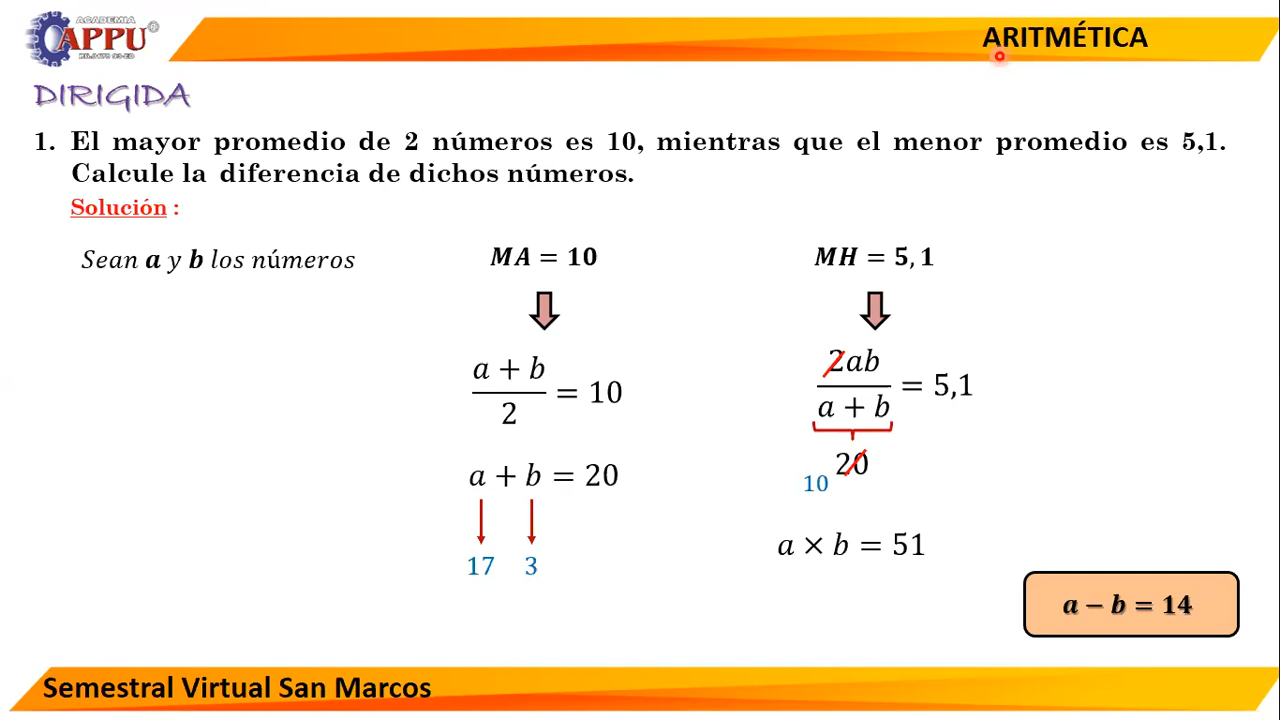 ACADEMIA
APPU
ARITMÉTICA
DIRIGIDA
1. El mayor promedio de 2 números es 10, mientras que el menor promedio es 5,1.
Calcule la diferencia de dichos números.
Solución :
Sean a y b los números
MA = 10
MH = 5,1
a + b
2
= 10
2ab
a + b
= 5,1
20
10
a + b = 20
17 3
a × b = 51
a − b = 14
Semestral Virtual San Marcos